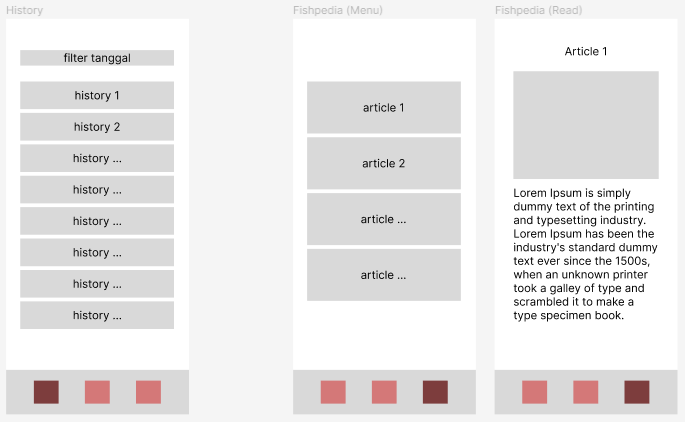 History
filter tanggal
history 1
history 2
history ...
history ...
history ...
history ...
history ...
history ...
Fishpedia (Menu)
article 1
article 2
article ...
article ...
Fishpedia (Read)
Article 1
Lorem Ipsum is simply
dummy text of the printing
and typesetting industry.
Lorem Ipsum has been the
industry's standard dummy
text ever since the 1500s,
when an unknown printer
took a galley of type and
scrambled it to make a
type specimen book.